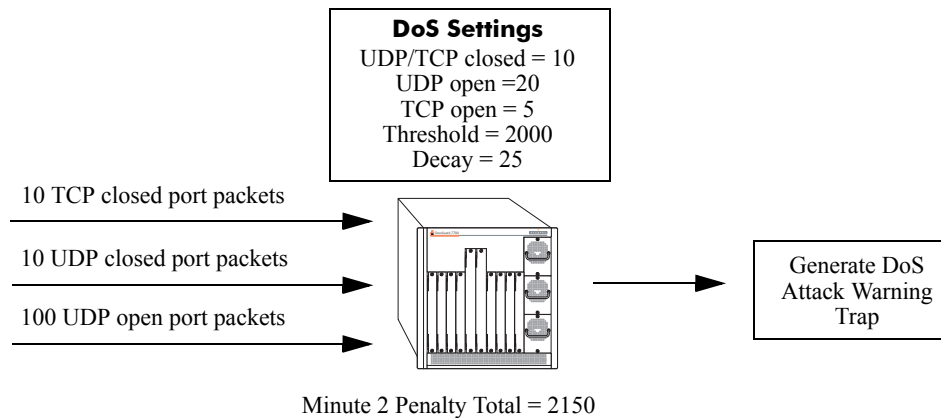 DoS Settings
UDP/TCP closed = 10
UDP open =20
TCP open = 5
Threshold = 2000
Decay = 25
10 TCP closed port packets
10 UDP closed port packets
100 UDP open port packets
Generate DoS
Attack Warning
Trap
Minute 2 Penalty Total = 2150